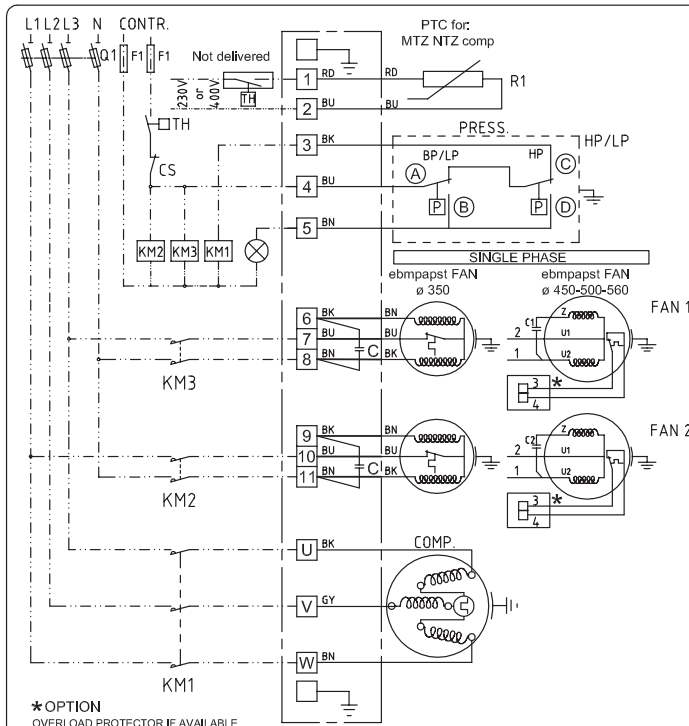 L1 L2 L3 N CONTR.
Q1 F1 F1
Not delivered
TH
230V or 400V
PTC for:
MTZ NTZ comp
1 RD RD R1
2 BU BU
TH
CS
PRESS.
HP/LP
3 BK
BP/LP HP
A C
4 BU
P B P D
5 BN
KM2 KM3 KM1
SINGLE PHASE
ebmpapst FAN
ø 350
ebmpapst FAN
ø 450-500-560
FAN 1
6 BK BN
7 BU BU
8 BN BK
C
KM3
C1 Z
2 U1
1 U2
3 *
4
FAN 2
9 BK BN
10 BU BU
11 BN BK
C
KM2
C2 Z
2 U1
1 U2
3 *
4
U BK
COMP.
V GY
W BN
KM1
* OPTION
OVERLOAD PROTECTOR IF AVAILABLE